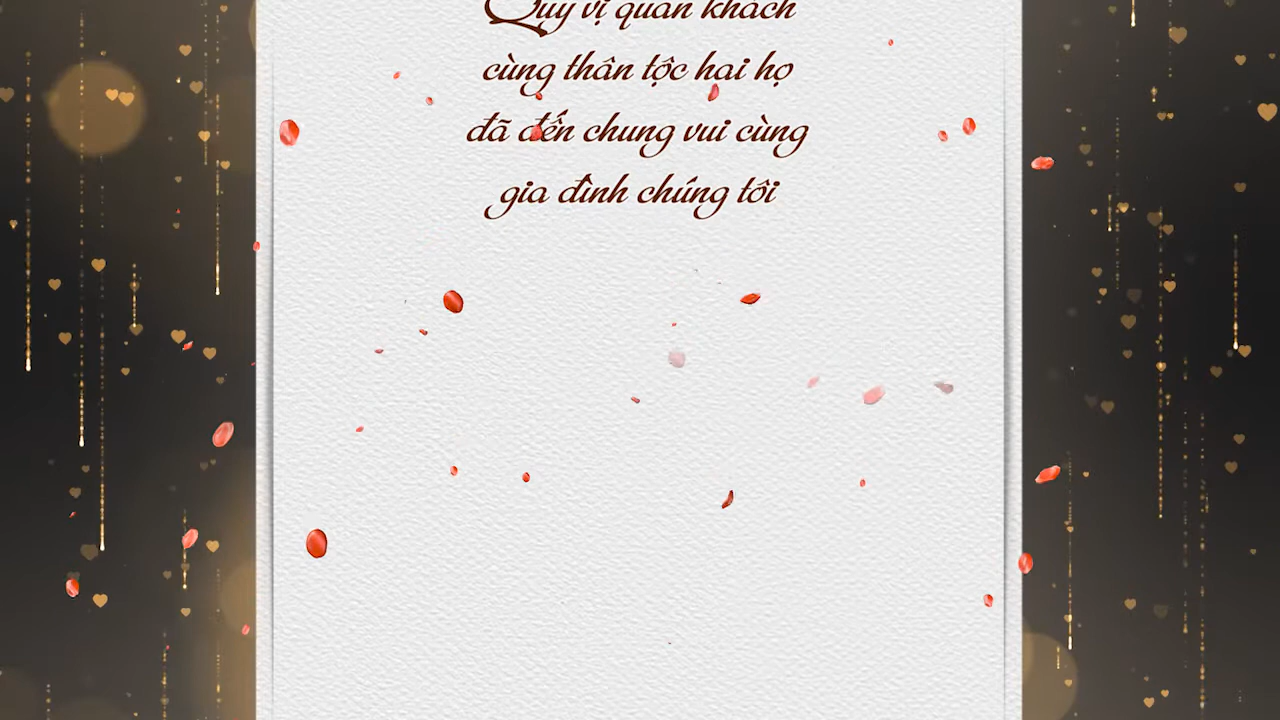 Quý vị quan khách
cùng thân tộc hai họ
đã đến chung vui cùng
gia đình chúng tôi